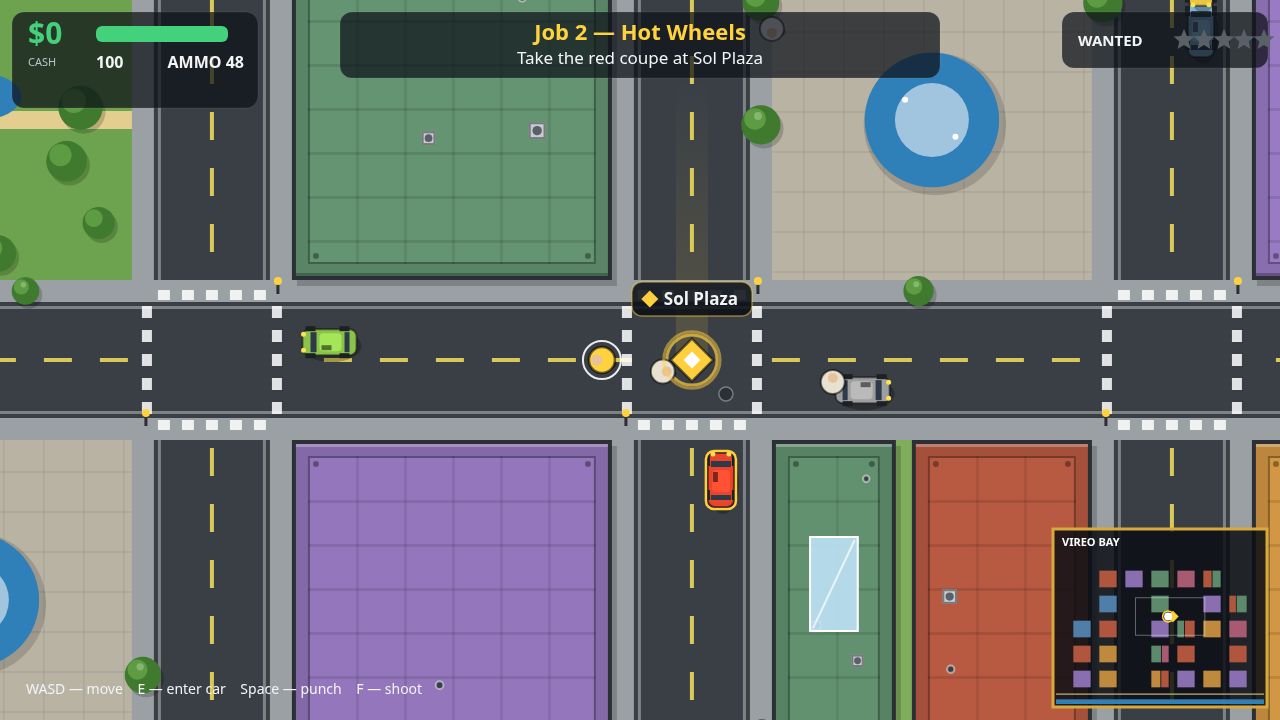 $0
CASH
100
AMMO 48
Job 2 — Hot Wheels
Take the red coupe at Sol Plaza
WANTED
Sol Plaza
VIREO BAY
WASD — move E — enter car Space — punch F — shoot